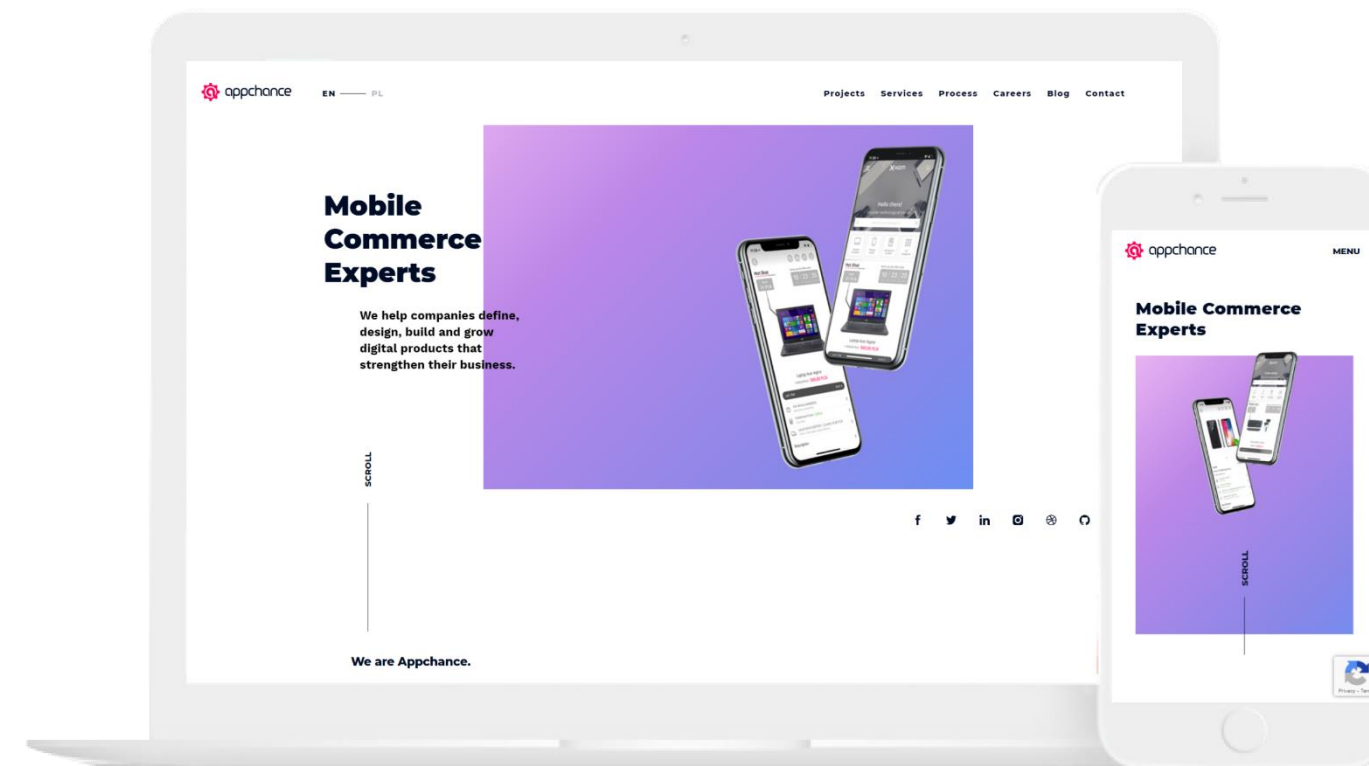 appchance
EN
PL
Projects Services Process Careers Blog Contact
Mobile
Commerce
Experts
We help companies define,
design, build and grow
digital products that
strengthen their business.
SCROLL
We are Appchance.
appchance
MENU
Mobile Commerce
Experts
SCROLL